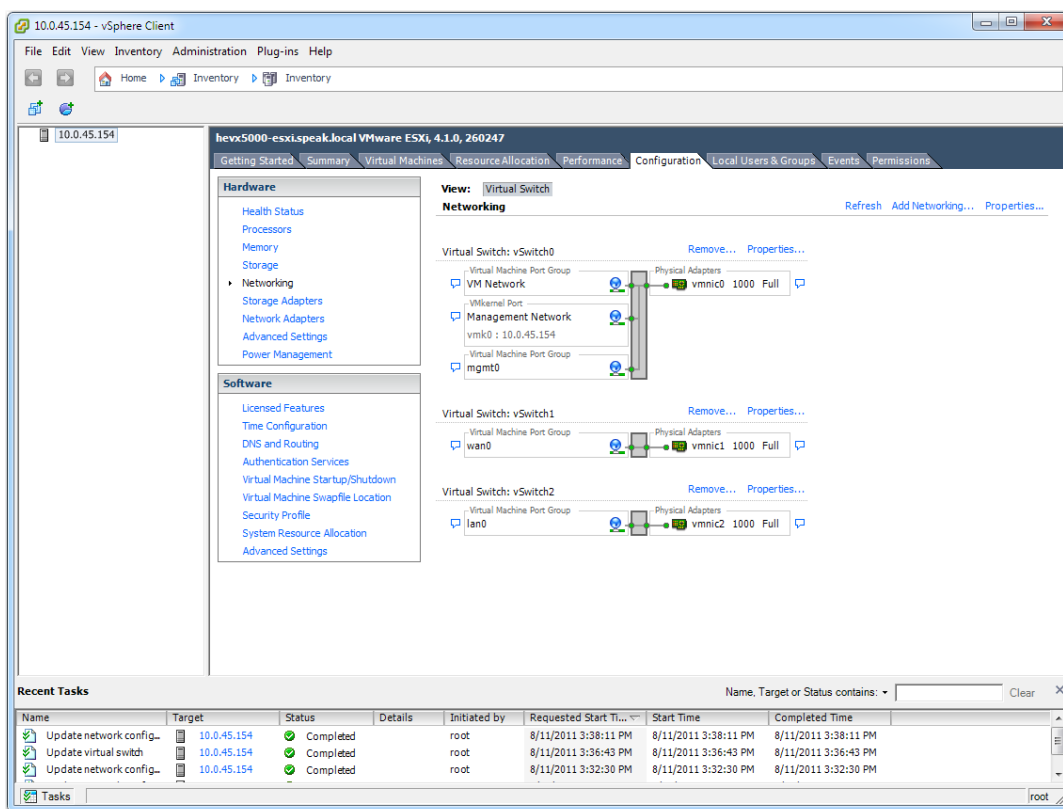 10.0.45.154 - vSphere Client
File Edit View Inventory Administration Plug-ins Help
Home Inventory Inventory
10.0.45.154
hevx5000-esxi.speak.local VMware ESXi, 4.1.0, 260247
Getting Started Summary Virtual Machines Resource Allocation Performance Configuration Local Users & Groups Events Permissions
Hardware
Health Status
Processors
Memory
Storage
Networking
Storage Adapters
Network Adapters
Advanced Settings
Power Management
Software
Licensed Features
Time Configuration
DNS and Routing
Authentication Services
Virtual Machine Startup/Shutdown
Virtual Machine Swapfile Location
Security Profile
System Resource Allocation
Advanced Settings
View: Virtual Switch
Networking Refresh Add Networking... Properties...
Virtual Switch: vSwitch0 Remove... Properties...
Virtual Machine Port Group Physical Adapters
VM Network vmnic0 1000 Full
VMkernel Port
Management Network
vmk0 : 10.0.45.154
Virtual Machine Port Group
mgmt0
Virtual Switch: vSwitch1 Remove... Properties...
Virtual Machine Port Group Physical Adapters
wan0 vmnic1 1000 Full
Virtual Switch: vSwitch2 Remove... Properties...
Virtual Machine Port Group Physical Adapters
lan0 vmnic2 1000 Full
Recent Tasks Name, Target or Status contains: Clear
Name Target Status Details Initiated by Requested Start Ti... Start Time Completed Time
Update network config... 10.0.45.154 Completed root 8/11/2011 3:38:11 PM 8/11/2011 3:38:11 PM 8/11/2011 3:38:11 PM
Update virtual switch 10.0.45.154 Completed root 8/11/2011 3:36:43 PM 8/11/2011 3:36:43 PM 8/11/2011 3:36:43 PM
Update network config... 10.0.45.154 Completed root 8/11/2011 3:32:30 PM 8/11/2011 3:32:30 PM 8/11/2011 3:32:30 PM
Tasks root